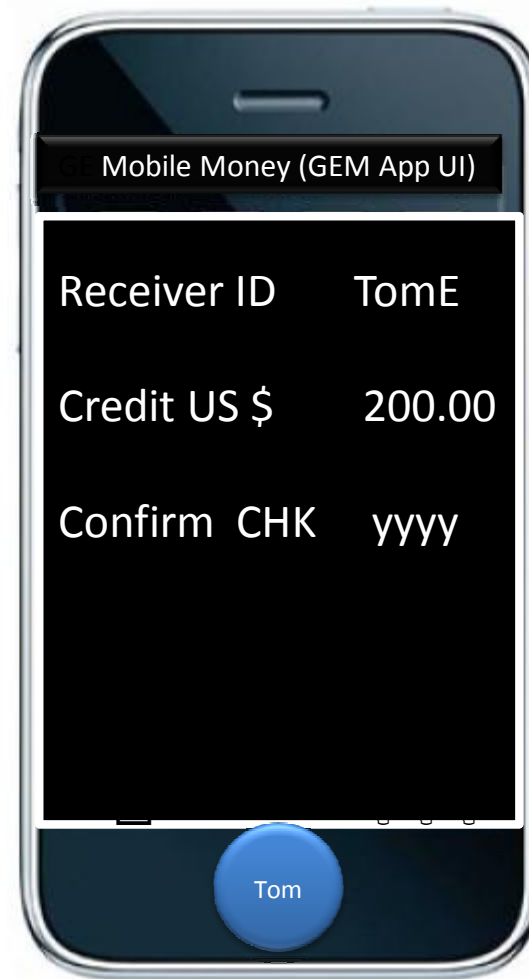 Mobile Money (GEM App UI)
Receiver ID TomE
Credit US $ 200.00
Confirm CHK yyyy
Tom